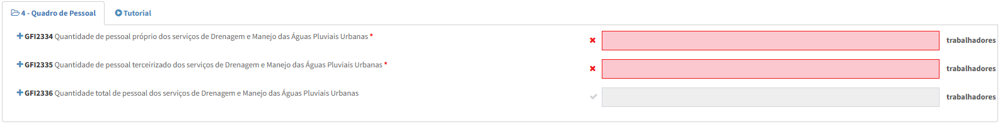 4 - Quadro de Pessoal
Tutorial
GFI2334 Quantidade de pessoal próprio dos serviços de Drenagem e Manejo das Águas Pluviais Urbanas *
trabalhadores
GFI2335 Quantidade de pessoal terceirizado dos serviços de Drenagem e Manejo das Águas Pluviais Urbanas *
trabalhadores
GFI2336 Quantidade total de pessoal dos serviços de Drenagem e Manejo das Águas Pluviais Urbanas
trabalhadores